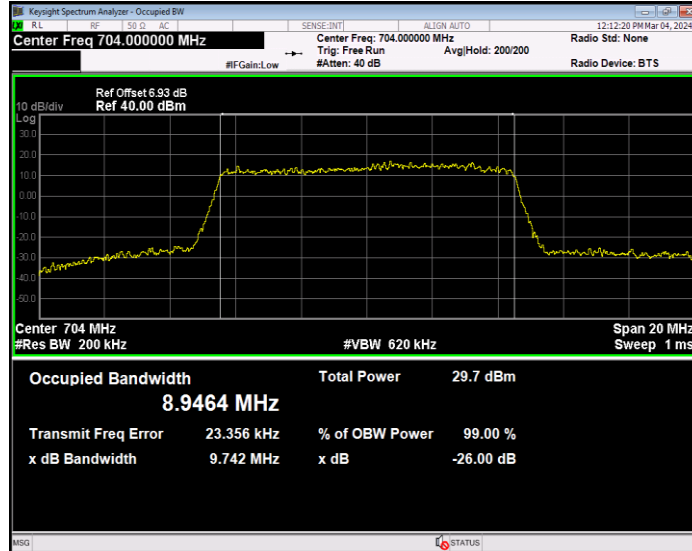 Keysight Spectrum Analyzer - Occupied BW
RL RF 50 Ω AC SENSE:INT ALIGN AUTO 12:12:20 PM Mar 04, 2024
Center Freq 704.000000 MHz Center Freq: 704.000000 MHz Radio Std: None
Trig: Free Run Avg|Hold: 200/200
#IFGain:Low #Atten: 40 dB Radio Device: BTS
Ref Offset 6.93 dB
10 dB/div Ref 40.00 dBm
Log
30.0
20.0
10.0
0.00
-10.0
-20.0
-30.0
-40.0
-50.0
Center 704 MHz Span 20 MHz
#Res BW 200 kHz #VBW 620 kHz Sweep 1 ms
Occupied Bandwidth Total Power 29.7 dBm
8.9464 MHz
Transmit Freq Error 23.356 kHz % of OBW Power 99.00 %
x dB Bandwidth 9.742 MHz x dB -26.00 dB
MSG STATUS